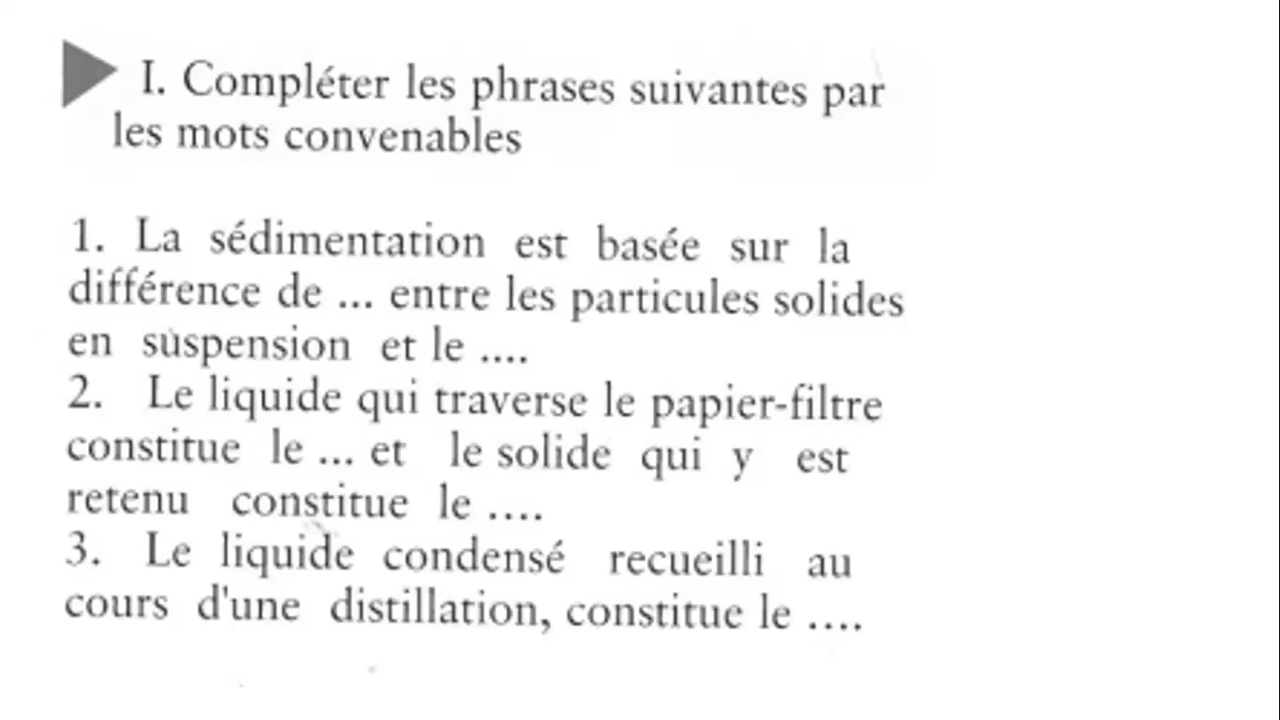 I. Compléter les phrases suivantes par
les mots convenables
1. La sédimentation est basée sur la
différence de ... entre les particules solides
en suspension et le ....
2. Le liquide qui traverse le papier-filtre
constitue le ... et le solide qui y est
retenu constitue le ....
3. Le liquide condensé recueilli au
cours d'une distillation, constitue le ....